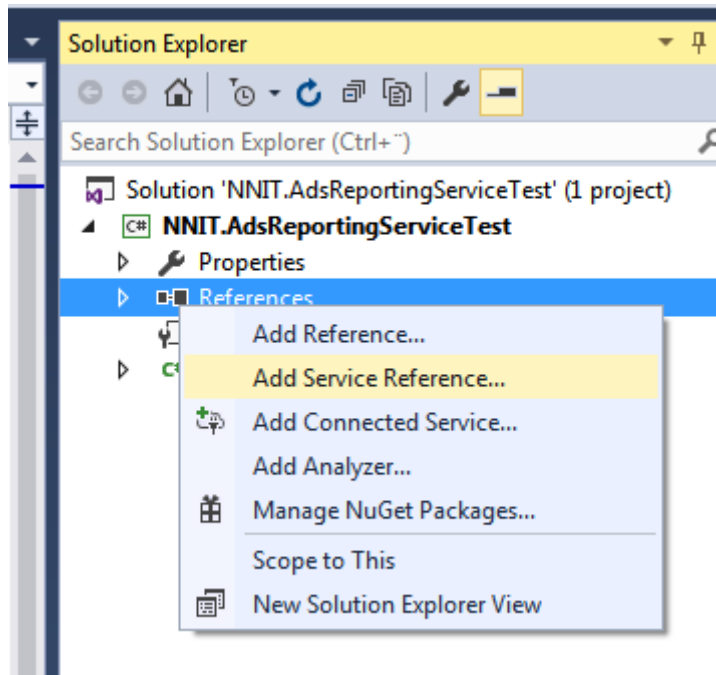 Solution Explorer
Search Solution Explorer (Ctrl+¨)
Solution 'NNIT.AdsReportingServiceTest' (1 project)
C# NNIT.AdsReportingServiceTest
Properties
References
Add Reference...
Add Service Reference...
C#
Add Connected Service...
Add Analyzer...
Manage NuGet Packages...
Scope to This
New Solution Explorer View